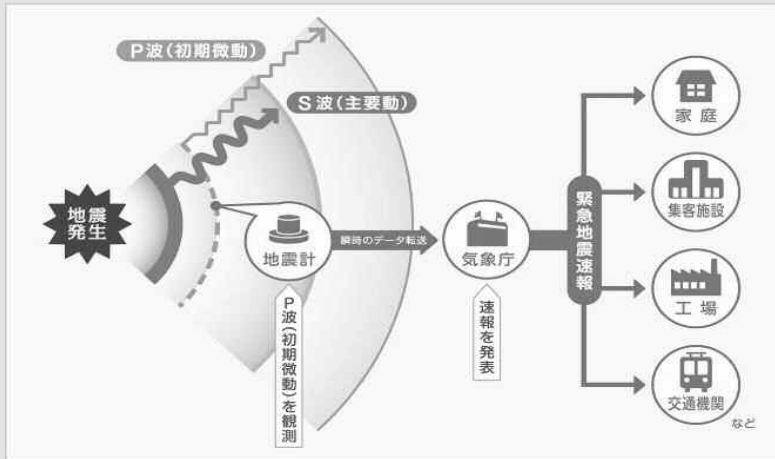 P波(初期微動)
S波(主要動)
地震
発生
地震計
P波(初期微動)を観測
瞬時のデータ転送
気象庁
速報を発表
緊急地震速報
家庭
集客施設
工場
交通機関
など